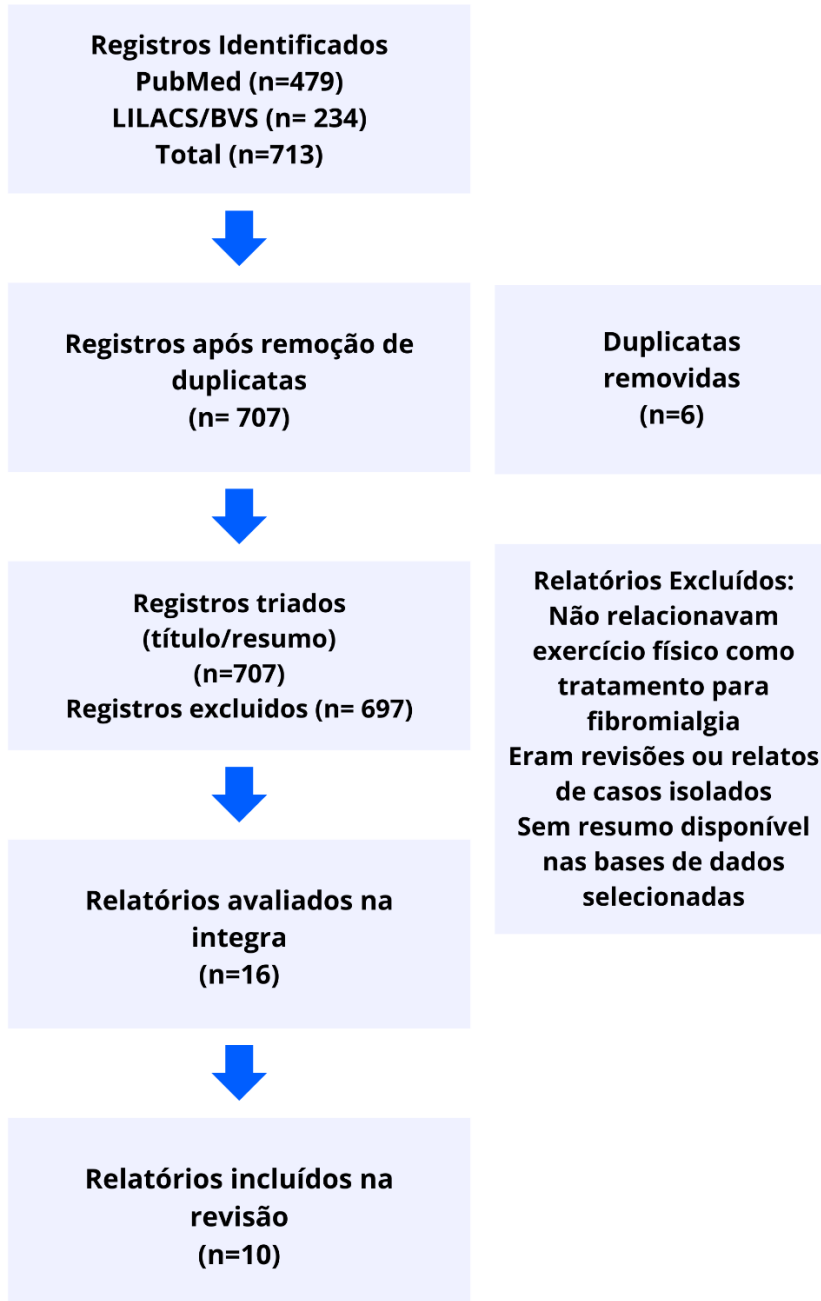 Registros Identificados
PubMed (n=479)
LILACS/BVS (n= 234)
Total (n=713)
Registros após remoção de
duplicatas
(n= 707)
Duplicatas
removidas
(n=6)
Registros triados
(título/resumo)
(n=707)
Registros excluidos (n= 697)
Relatórios Excluídos:
Não relacionavam
exercício físico como
tratamento para
fibromialgia
Eram revisões ou relatos
de casos isolados
Sem resumo disponível
nas bases de dados
selecionadas
Relatórios avaliados na
integra
(n=16)
Relatórios incluídos na
revisão
(n=10)